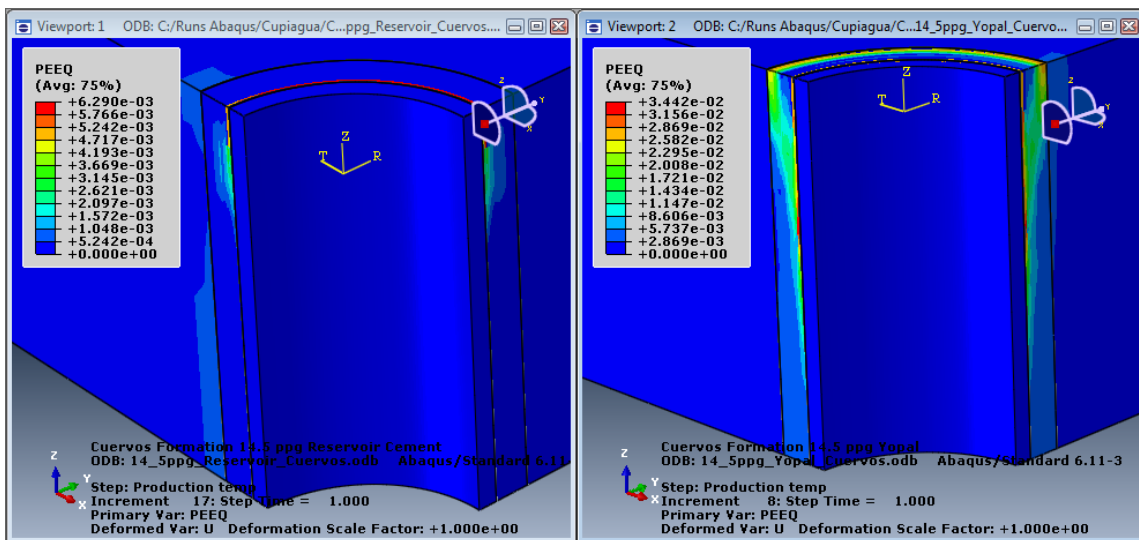 Viewport: 1 ODB: C:/Runs Abaqus/Cupiagua/C...ppg_Reservoir_Cuervos....
PEEQ
(Avg: 75%)
+6.290e-03
+5.766e-03
+5.242e-03
+4.717e-03
+4.193e-03
+3.669e-03
+3.145e-03
+2.621e-03
+2.097e-03
+1.572e-03
+1.048e-03
+5.242e-04
+0.000e+00
Z
T
R
Z
Y
X
Cuervos Formation 14.5 ppg Reservoir Cement
ODB: 14_5ppg_Reservoir_Cuervos.odb Abaqus/Standard 6.11
Step: Production temp
Increment 17: Step Time = 1.000
Primary Var: PEEQ
Deformed Var: U Deformation Scale Factor: +1.000e+00
Z
Y
X
Viewport: 2 ODB: C:/Runs Abaqus/Cupiagua/C...14_5ppg_Yopal_Cuervo...
PEEQ
(Avg: 75%)
+3.442e-02
+3.156e-02
+2.869e-02
+2.582e-02
+2.295e-02
+2.008e-02
+1.721e-02
+1.434e-02
+1.147e-02
+8.606e-03
+5.737e-03
+2.869e-03
+0.000e+00
Z
T
R
Z
Y
X
Cuervos Formation 14.5 ppg Yopal
ODB: 14_5ppg_Yopal_Cuervos.odb Abaqus/Standard 6.11-3
Step: Production temp
Increment 8: Step Time = 1.000
Primary Var: PEEQ
Deformed Var: U Deformation Scale Factor: +1.000e+00
Z
Y
X